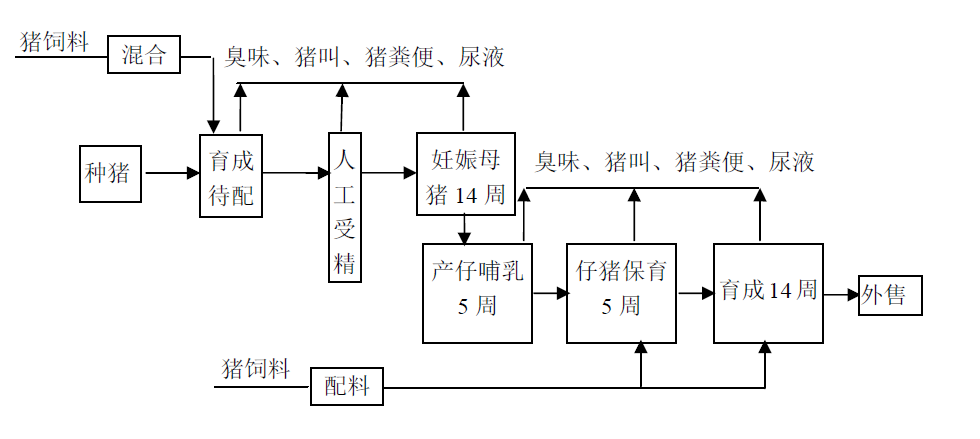 猪饲料
混合
臭味、猪叫、猪粪便、尿液
种猪
育成
待配
人
工
受
精
妊娠母
猪 14 周
臭味、猪叫、猪粪便、尿液
产仔哺乳
5 周
仔猪保育
5 周
育成 14 周
外售
猪饲料
配料